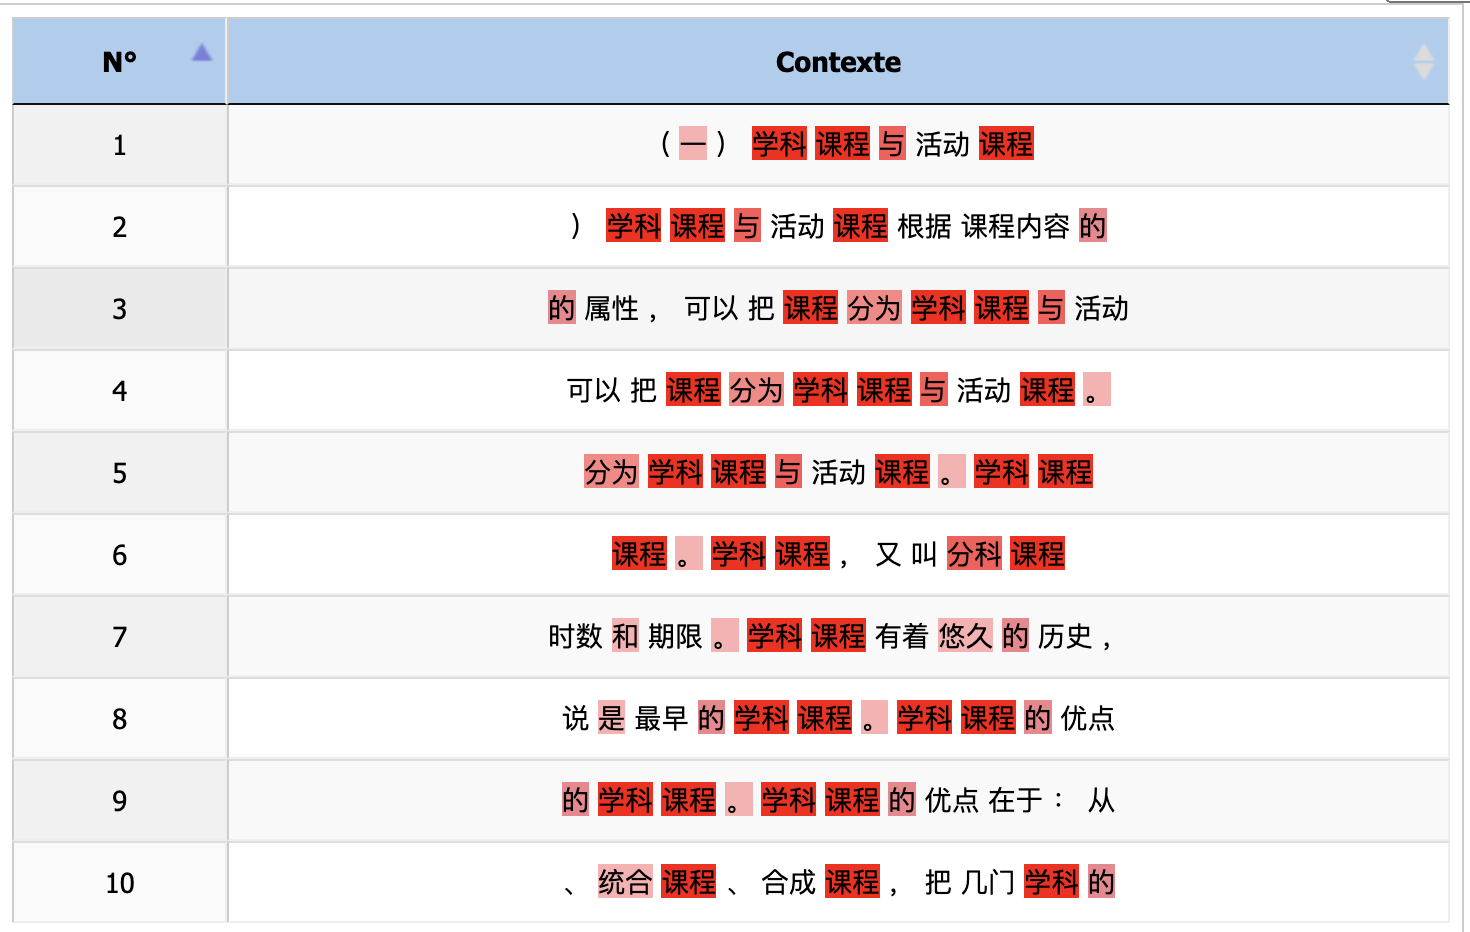 N° Contexte
1 （ 一 ） 学科 课程 与 活动 课程
2 ） 学科 课程 与 活动 课程 根据 课程内容 的
3 的 属性 ， 可以 把 课程 分为 学科 课程 与 活动
4 可以 把 课程 分为 学科 课程 与 活动 课程 。
5 分为 学科 课程 与 活动 课程 。 学科 课程
6 课程 。 学科 课程 ， 又 叫 分科 课程
7 时数 和 期限 。 学科 课程 有着 悠久 的 历史 ，
8 说 是 最早 的 学科 课程 。 学科 课程 的 优点
9 的 学科 课程 。 学科 课程 的 优点 在于 ： 从
10 、 统合 课程 、 合成 课程 ， 把 几门 学科 的